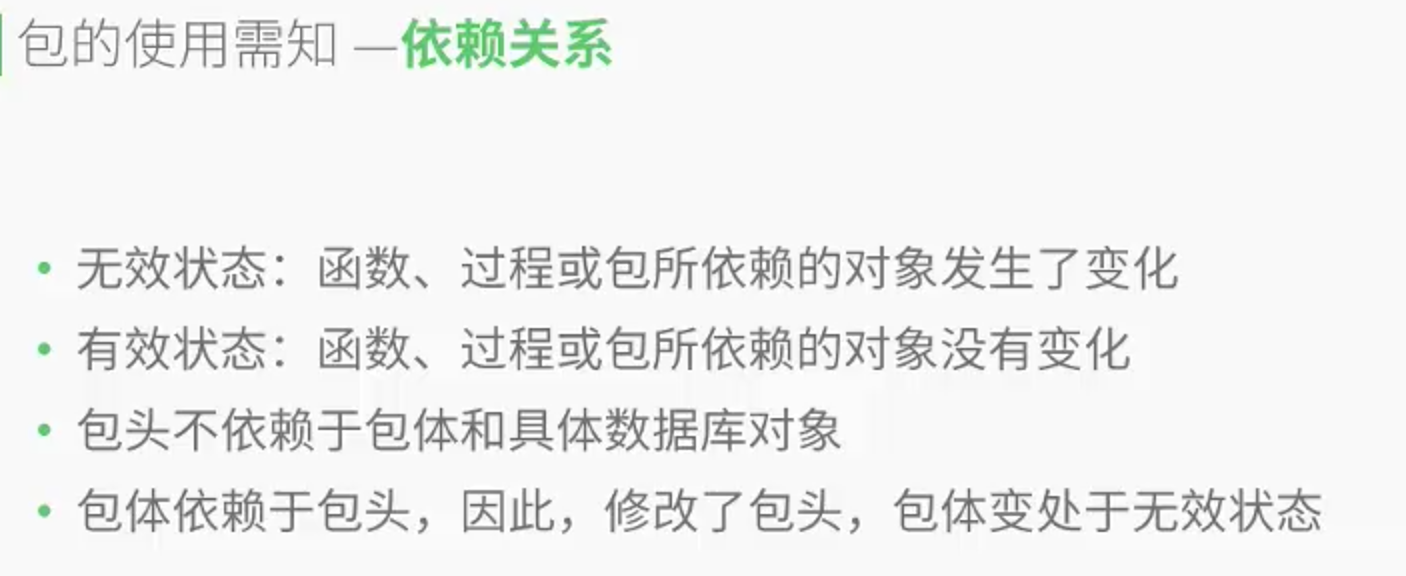 包的使用需知 —依赖关系
• 无效状态：函数、过程或包所依赖的对象发生了变化
• 有效状态：函数、过程或包所依赖的对象没有变化
• 包头不依赖于包体和具体数据库对象
• 包体依赖于包头，因此，修改了包头，包体变处于无效状态